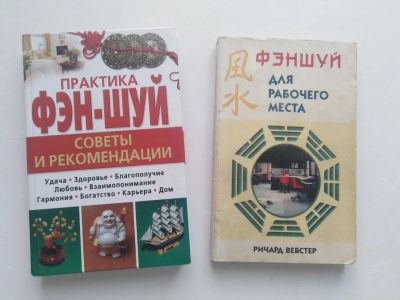 ПРАКТИКА
ФЭН-ШУЙ
СОВЕТЫ
И РЕКОМЕНДАЦИИ
Удача • Здоровье • Благополучие
Любовь • Взаимопонимание
Гармония • Богатство • Карьера • Дом
風水
ФЭНШУЙ
ДЛЯ
РАБОЧЕГО
МЕСТА
РИЧАРД ВЕБСТЕР